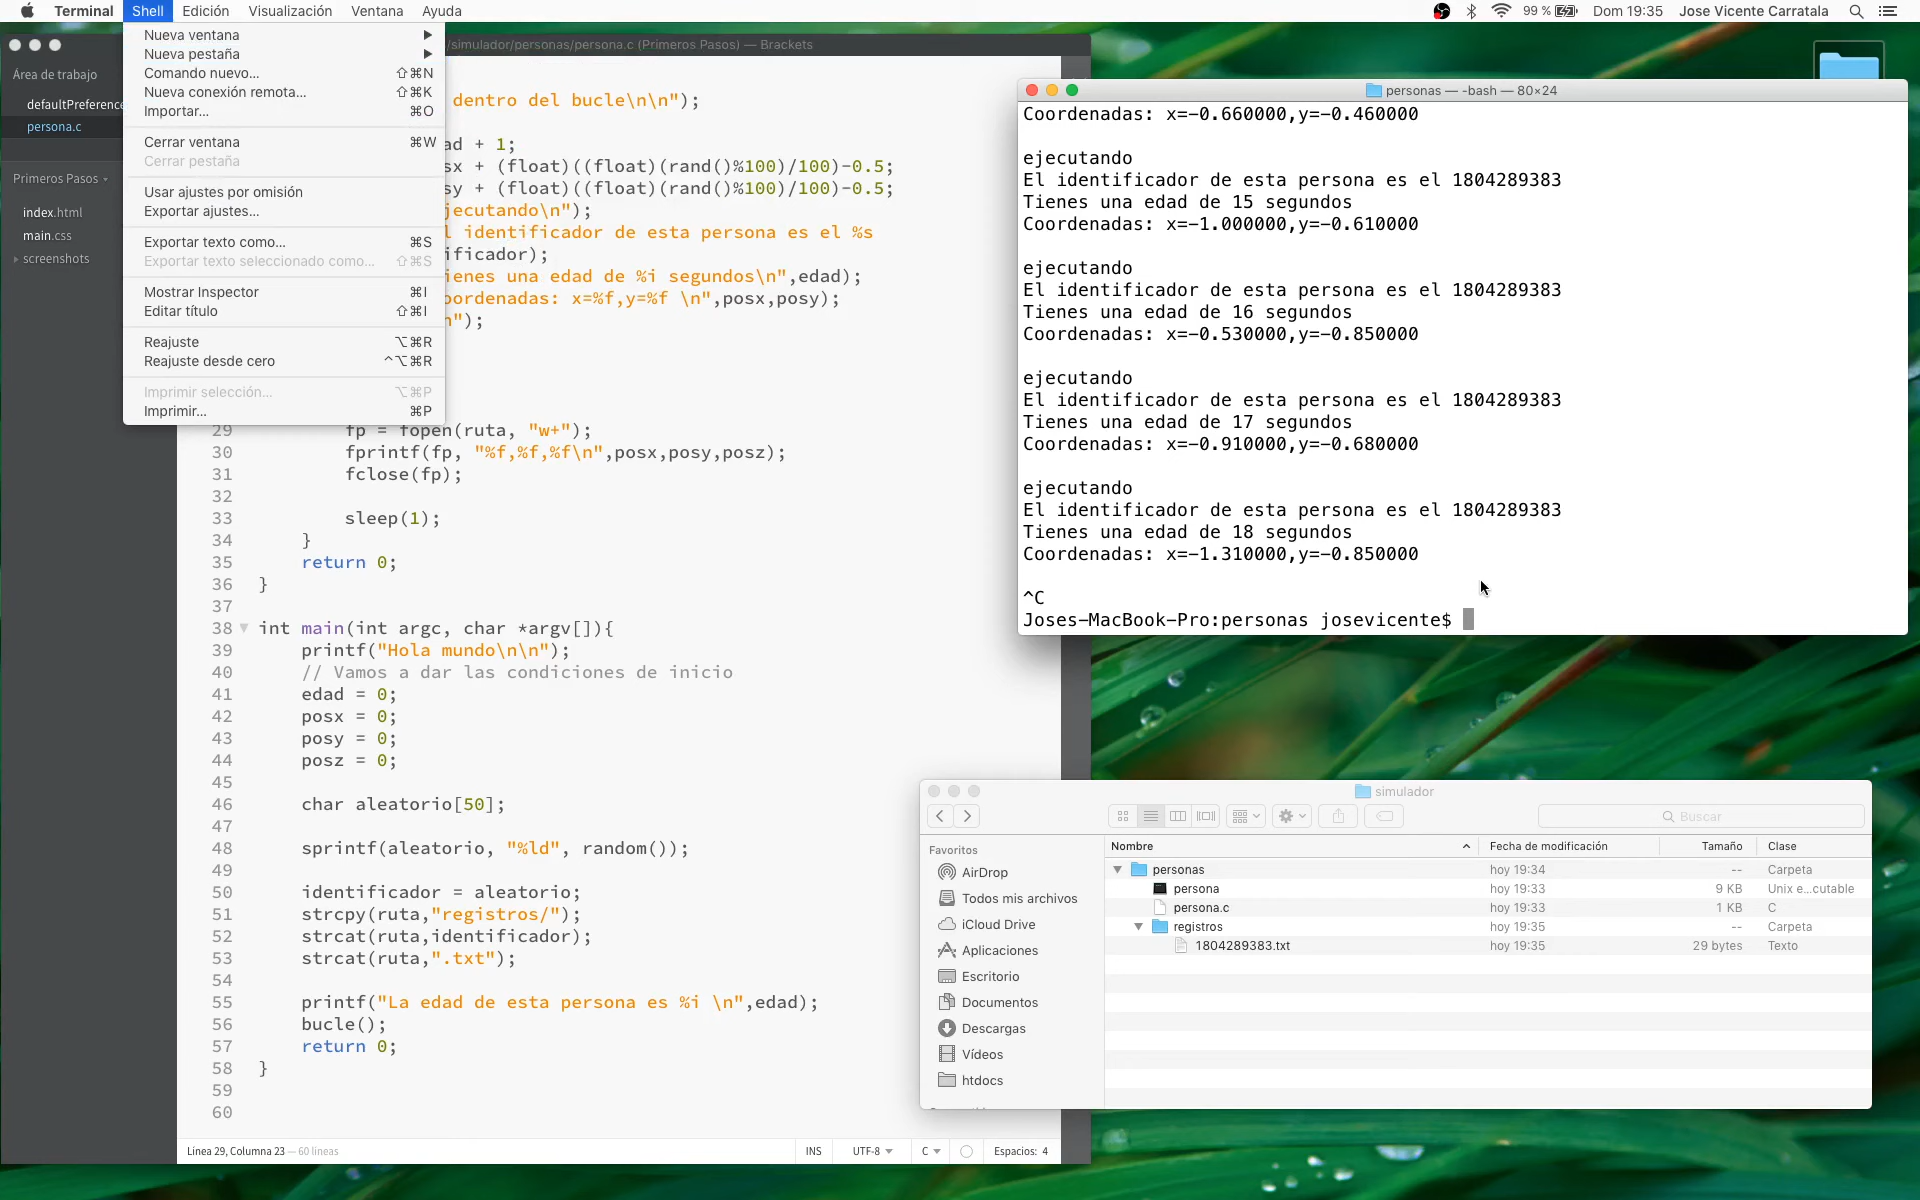 Terminal Shell Edición Visualización Ventana Ayuda
99 % Dom 19:35 Jose Vicente Carratala
Nueva ventana
Nueva pestaña
Comando nuevo... ⇧⌘N
Nueva conexión remota... ⇧⌘K
Importar... ⌘O
Cerrar ventana ⌘W
Cerrar pestaña
Usar ajustes por omisión
Exportar ajustes...
Exportar texto como... ⌘S
Exportar texto seleccionado como... ⇧⌘S
Mostrar Inspector ⌘I
Editar título ⇧⌘I
Reajuste ⌥⌘R
Reajuste desde cero ^⌥⌘R
Imprimir selección... ⌥⌘P
Imprimir... ⌘P
/simulador/personas/persona.c (Primeros Pasos) — Brackets
Área de trabajo
defaultPreference
persona.c
Primeros Pasos
index.html
main.css
screenshots
dentro del bucle\n\n");
ad + 1;
sx + (float)((float)(rand()%100)/100)-0.5;
sy + (float)((float)(rand()%100)/100)-0.5;
jecutando\n");
l identificador de esta persona es el %s
ificador);
ienes una edad de %i segundos\n",edad);
oordenadas: x=%f,y=%f \n",posx,posy);
n");
29 fp = fopen(ruta, "w+");
30 fprintf(fp, "%f,%f,%f\n",posx,posy,posz);
31 fclose(fp);
32
33 sleep(1);
34 }
35 return 0;
36 }
37
38 int main(int argc, char *argv[]){
39 printf("Hola mundo\n\n");
40 // Vamos a dar las condiciones de inicio
41 edad = 0;
42 posx = 0;
43 posy = 0;
44 posz = 0;
45
46 char aleatorio[50];
47
48 sprintf(aleatorio, "%ld", random());
49
50 identificador = aleatorio;
51 strcpy(ruta,"registros/");
52 strcat(ruta,identificador);
53 strcat(ruta,".txt");
54
55 printf("La edad de esta persona es %i \n",edad);
56 bucle();
57 return 0;
58 }
59
60
Línea 29, Columna 23 — 60 líneas
INS UTF-8 C Espacios: 4
personas — -bash — 80×24
Coordenadas: x=-0.660000,y=-0.460000
ejecutando
El identificador de esta persona es el 1804289383
Tienes una edad de 15 segundos
Coordenadas: x=-1.000000,y=-0.610000
ejecutando
El identificador de esta persona es el 1804289383
Tienes una edad de 16 segundos
Coordenadas: x=-0.530000,y=-0.850000
ejecutando
El identificador de esta persona es el 1804289383
Tienes una edad de 17 segundos
Coordenadas: x=-0.910000,y=-0.680000
ejecutando
El identificador de esta persona es el 1804289383
Tienes una edad de 18 segundos
Coordenadas: x=-1.310000,y=-0.850000
^C
Joses-MacBook-Pro:personas josevicente$
simulador
Buscar
Favoritos
AirDrop
Todos mis archivos
iCloud Drive
Aplicaciones
Escritorio
Documentos
Descargas
Vídeos
htdocs
Nombre Fecha de modificación Tamaño Clase
personas hoy 19:34 -- Carpeta
persona hoy 19:33 9 KB Unix e...cutable
persona.c hoy 19:33 1 KB C
registros hoy 19:35 -- Carpeta
1804289383.txt hoy 19:35 29 bytes Texto